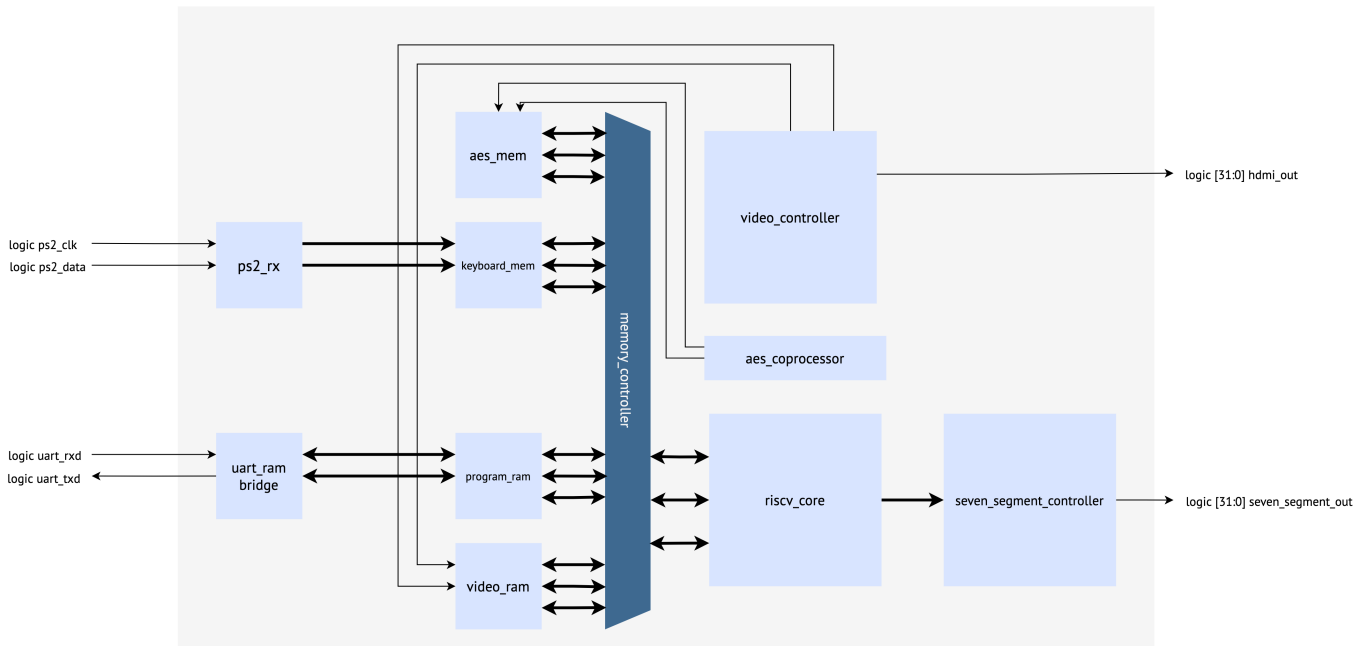 aes_mem
logic [31:0] hdmi_out
video_controller
logic ps2_clk
logic ps2_data
ps2_rx
keyboard_mem
memory_controller
aes_coprocessor
logic uart_rxd
logic uart_txd
uart_ram
bridge
program_ram
riscv_core
seven_segment_controller
logic [31:0] seven_segment_out
video_ram